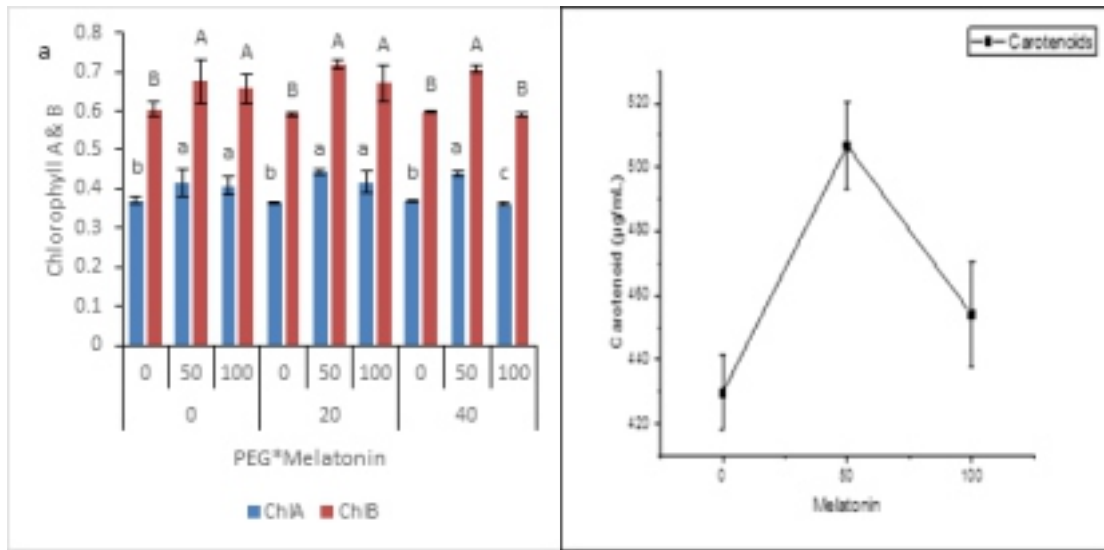 a
0.8
0.7
0.6
0.5
0.4
0.3
0.2
0.1
0
Chlorophyll A & B
B A A B A A B A B
b a a b a a b a c
0 50 100 0 50 100 0 50 100
0 20 40
PEG*Melatonin
ChlA ChlB
Carotenoids
520
500
480
460
440
420
Carotenoid (µg/mL)
0 50 100
Melatonin